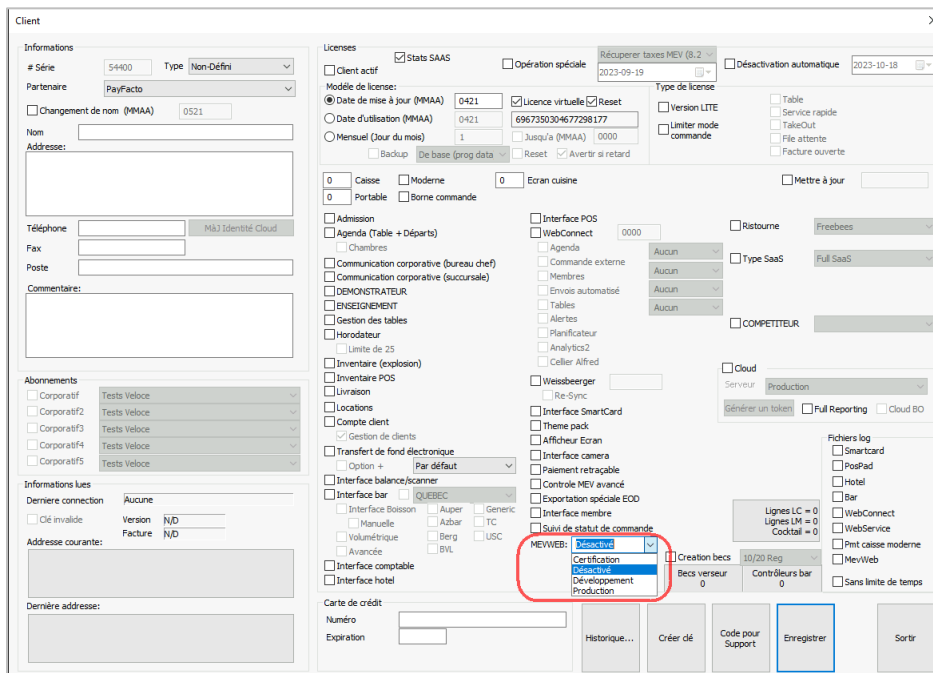 Client
Informations
# Série 54400 Type Non-Défini
Partenaire PayFacto
Changement de nom (MMAA) 0521
Nom
Addresse:
Téléphone MàJ Identité Cloud
Fax
Poste
Commentaire:
Abonnements
Corporatif Tests Veloce
Corporatif2 Tests Veloce
Corporatif3 Tests Veloce
Corporatif4 Tests Veloce
Corporatif5 Tests Veloce
Informations lues
Derniere connection Aucune
Clé invalide Version N/D
Facture N/D
Addresse courante:
Dernière addresse:
Licenses
Stats SAAS
Client actif
Opération spéciale
Récuperer taxes MEV (8.2
2023-09-19
Désactivation automatique 2023-10-18
Modéle de license:
Date de mise à jour (MMAA) 0421 Licence virtuelle Reset
Date d'utilisation (MMAA) 0421 6967350304677298177
Mensuel (Jour du mois) 1 Jusqu'a (MMAA) 0000
Backup De base (prog data Reset Avertir si retard
Type de license
Version LITE
Limiter mode
commande
Table
Service rapide
TakeOut
File attente
Facture ouverte
0 Caisse Moderne 0 Ecran cuisine
0 Portable Borne commande
Mettre à jour
Admission
Agenda (Table + Départs)
Chambres
Communication corporative (bureau chef)
Communication corporative (succursale)
DEMONSTRATEUR
ENSEIGNEMENT
Gestion des tables
Horodateur
Limite de 25
Inventaire (explosion)
Inventaire POS
Livraison
Locations
Compte client
Gestion de clients
Transfert de fond électronique
Option + Par défaut
Interface balance/scanner
Interface bar QUEBEC
Interface Boisson Auper Generic
Manuelle Azbar TC
Volumétrique Berg USC
Avancée BVL
Interface comptable
Interface hotel
Interface POS
WebConnect 0000
Agenda Aucun
Commande externe Aucun
Membres Aucun
Envois automatisé Aucun
Tables
Alertes
Planificateur
Analytics2
Cellier Alfred
Weissbeerger
Re-Sync
Interface SmartCard
Theme pack
Afficheur Ecran
Interface camera
Paiement retraçable
Controle MEV avancé
Exportation spéciale EOD
Interface membre
Suivi de statut de commande
MEVWEB: Désactivé
Certification
Désactivé
Développement
Production
Ristourne Freebees
Type SaaS Full SaaS
COMPETITEUR
Cloud
Serveur Production
Générer un token Full Reporting Cloud BO
Fichiers log
Smartcard
PosPad
Hotel
Bar
WebConnect
WebService
Pmt caisse moderne
MevWeb
Sans limite de temps
Lignes LC = 0
Lignes LM = 0
Cocktail = 0
Creation becs 10/20 Reg
Becs verseur
0
Contrôleurs bar
0
Carte de crédit
Numéro
Expiration
Historique...
Créer clé
Code pour
Support
Enregistrer
Sortir